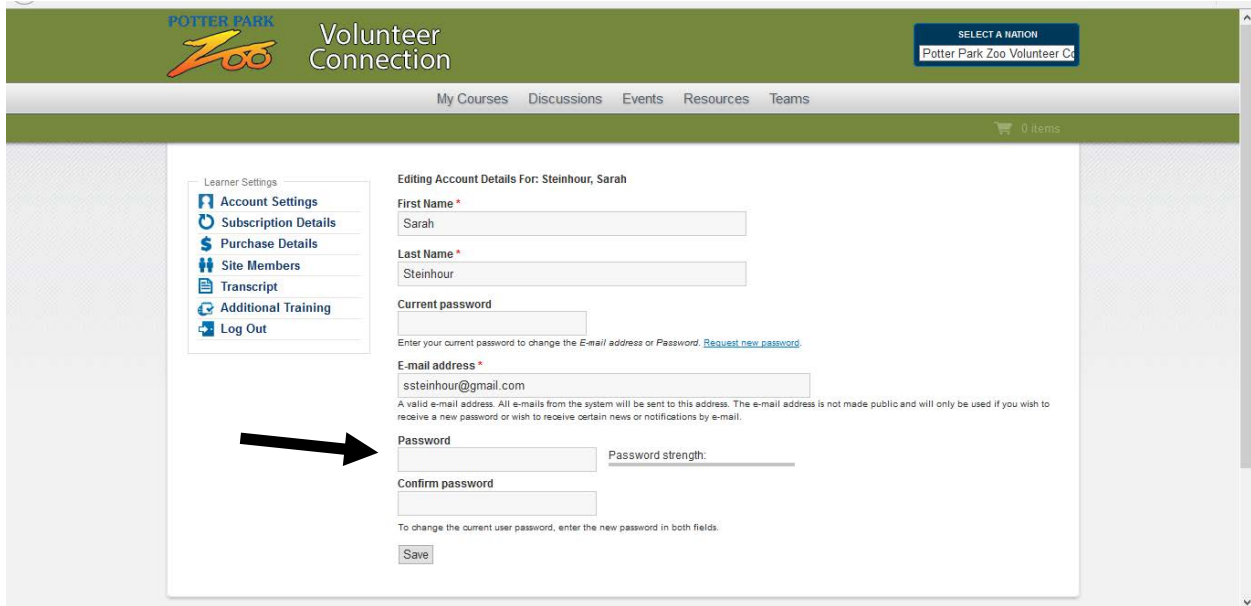 POTTER PARK
ZOO
Volunteer
Connection
SELECT A NATION
Potter Park Zoo Volunteer Co
My Courses Discussions Events Resources Teams
0 items
Learner Settings
Account Settings
Subscription Details
Purchase Details
Site Members
Transcript
Additional Training
Log Out
Editing Account Details For: Steinhour, Sarah
First Name *
Sarah
Last Name *
Steinhour
Current password
Enter your current password to change the E-mail address or Password. Request new password.
E-mail address *
ssteinhour@gmail.com
A valid e-mail address. All e-mails from the system will be sent to this address. The e-mail address is not made public and will only be used if you wish to
receive a new password or wish to receive certain news or notifications by e-mail.
Password
Password strength:
Confirm password
To change the current user password, enter the new password in both fields.
Save